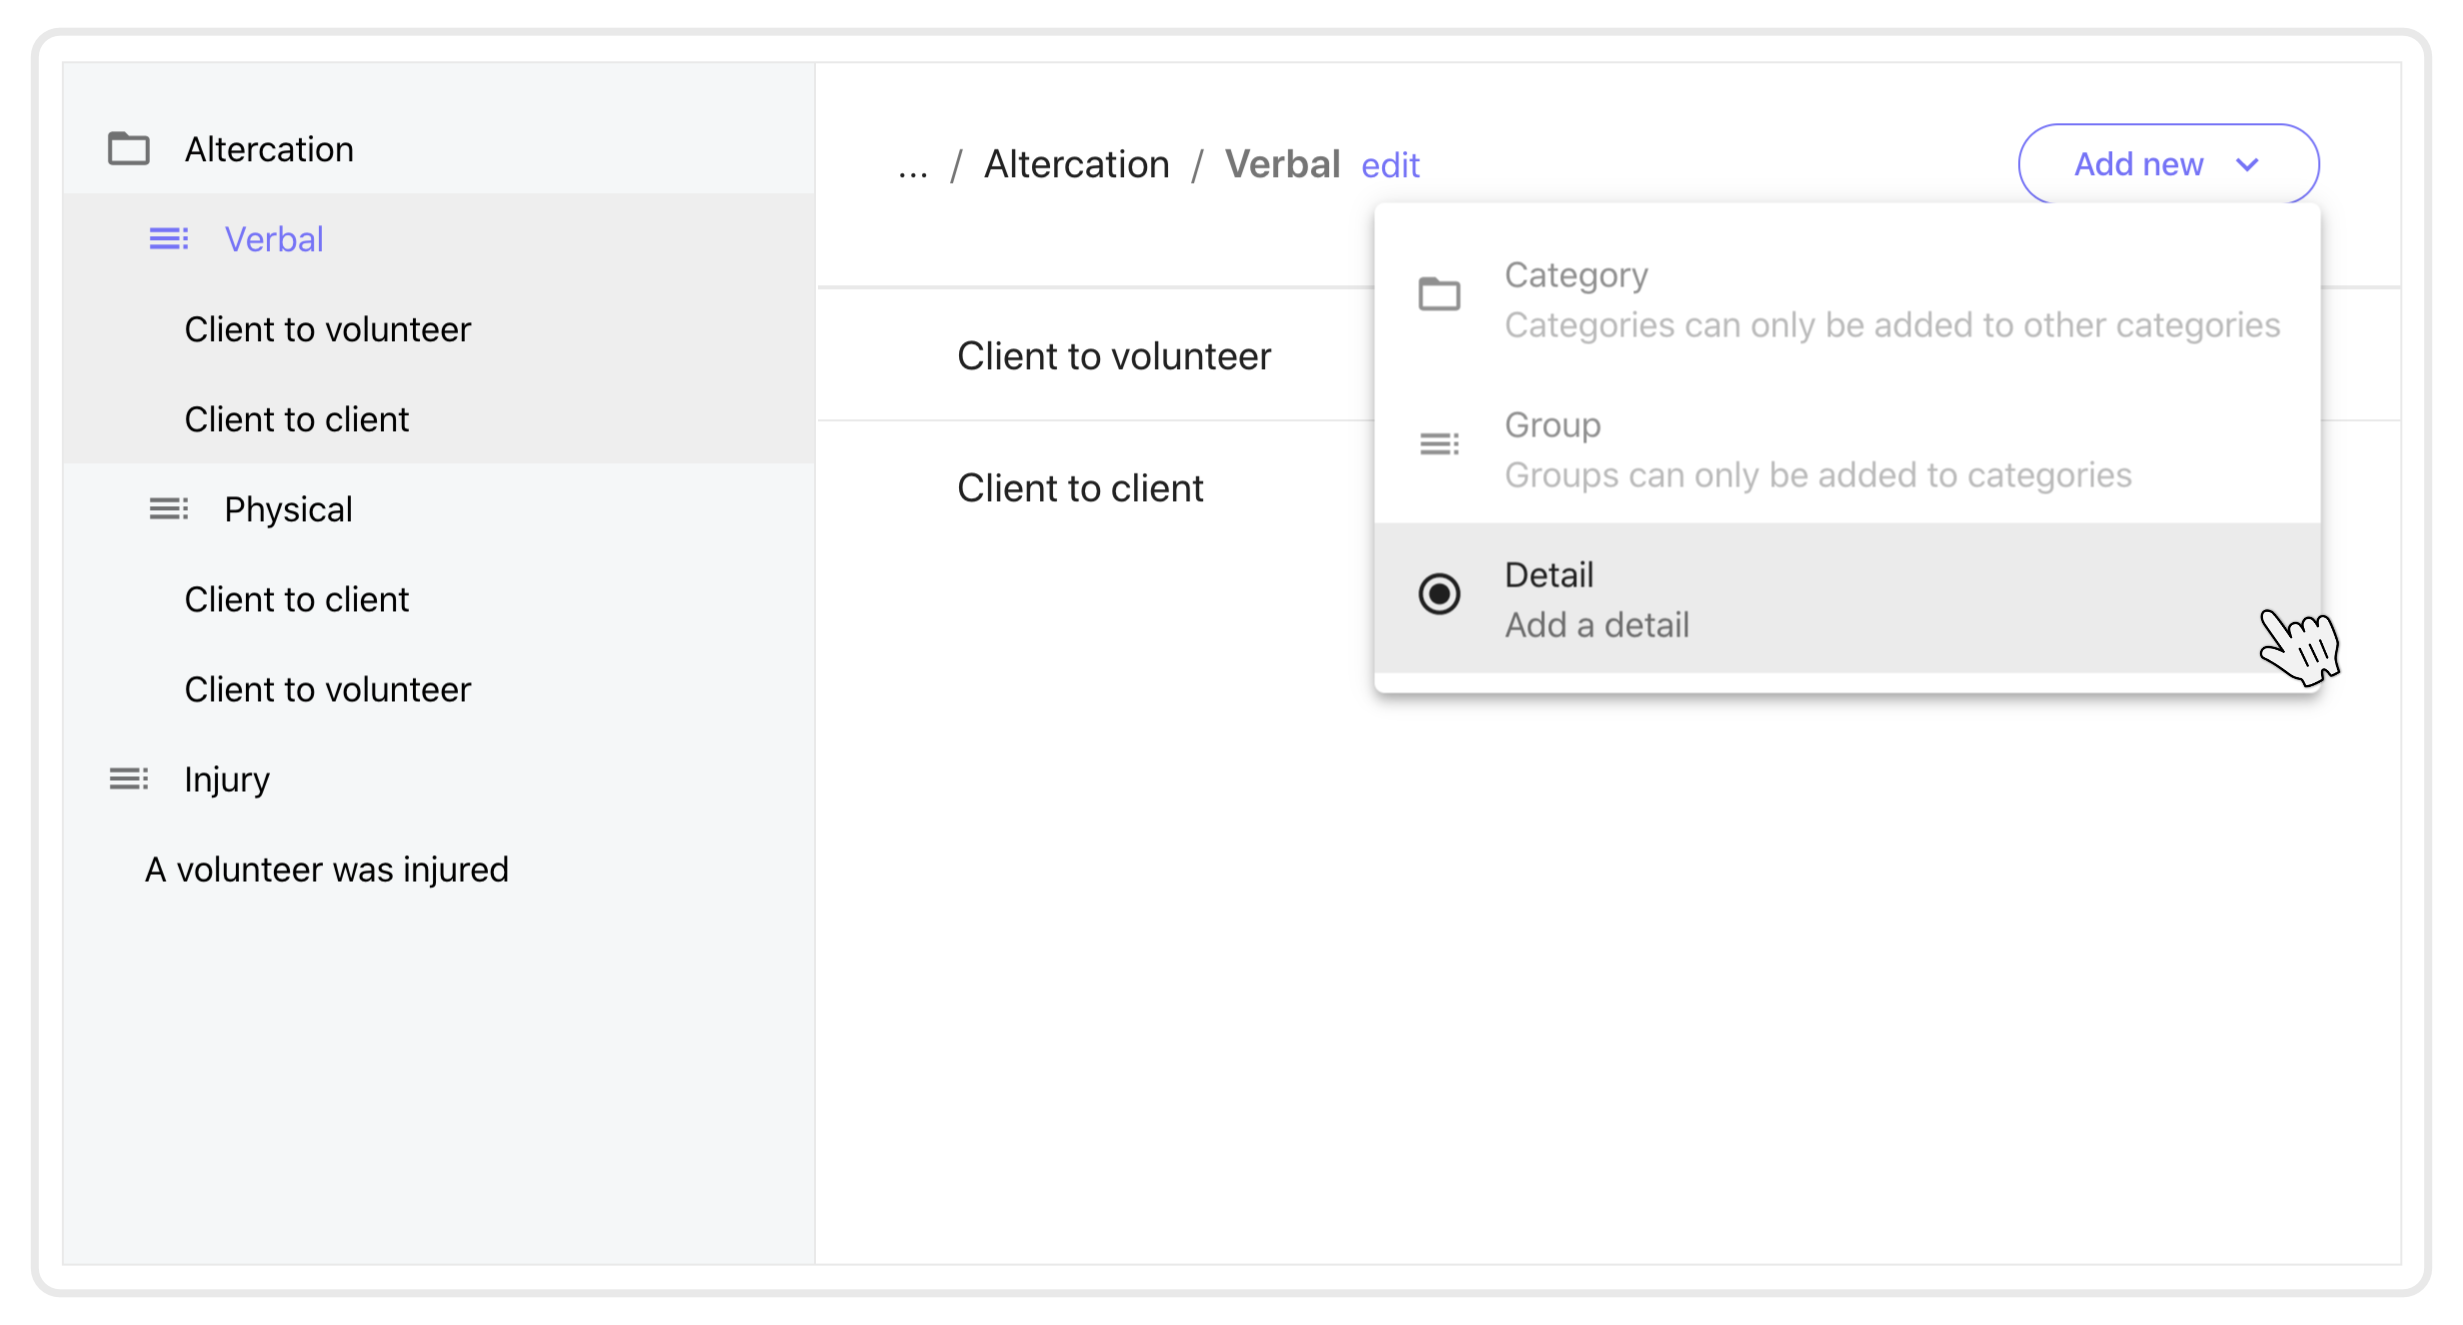 Altercation
Verbal
Client to volunteer
Client to client
Physical
Client to client
Client to volunteer
Injury
A volunteer was injured
... / Altercation / Verbal edit
Add new
Client to volunteer
Client to client
Category
Categories can only be added to other categories
Group
Groups can only be added to categories
Detail
Add a detail